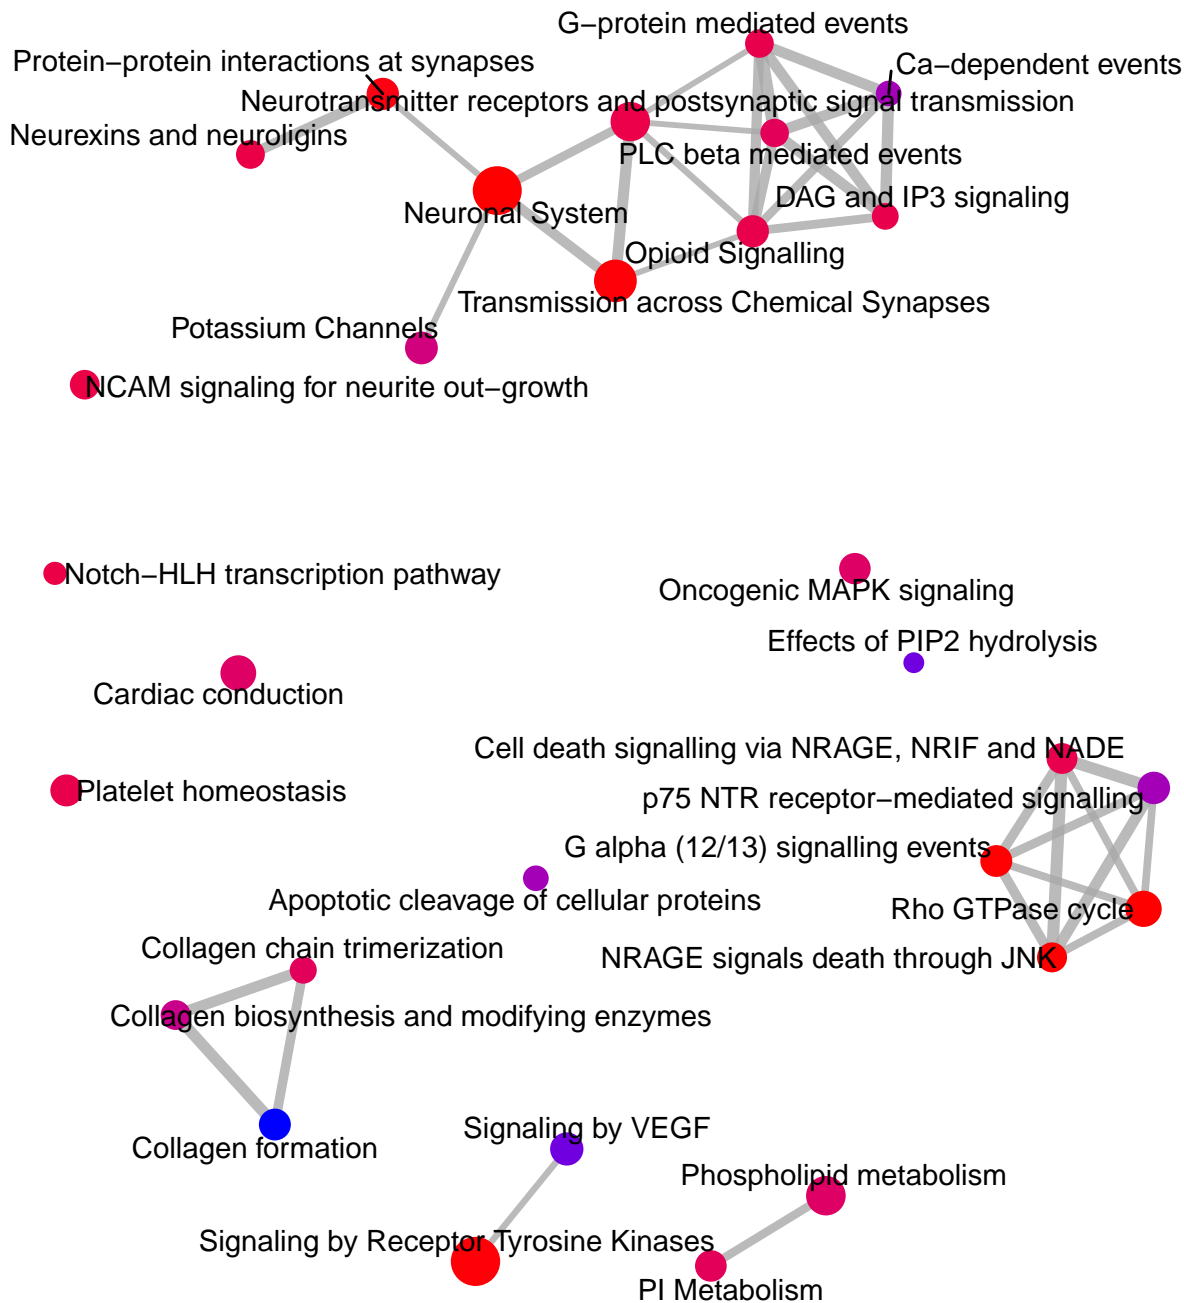 G−protein mediated events
Protein−protein interactions at synapses
Ca−dependent events
Neurotransmitter receptors and postsynaptic signal transmission
Neurexins and neuroligins
PLC beta mediated events
DAG and IP3 signaling
Neuronal System
Opioid Signalling
Transmission across Chemical Synapses
Potassium Channels
NCAM signaling for neurite out−growth
Notch−HLH transcription pathway
Oncogenic MAPK signaling
Effects of PIP2 hydrolysis
Cardiac conduction
Cell death signalling via NRAGE, NRIF and NADE
Platelet homeostasis
p75 NTR receptor−mediated signalling
G alpha (12/13) signalling events
Apoptotic cleavage of cellular proteins
Rho GTPase cycle
Collagen chain trimerization
NRAGE signals death through JNK
Collagen biosynthesis and modifying enzymes
Signaling by VEGF
Collagen formation
Phospholipid metabolism
Signaling by Receptor Tyrosine Kinases
PI Metabolism